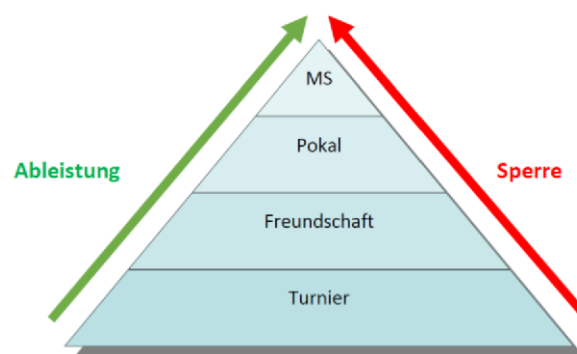 MS
Pokal
Ableistung
Sperre
Freundschaft
Turnier